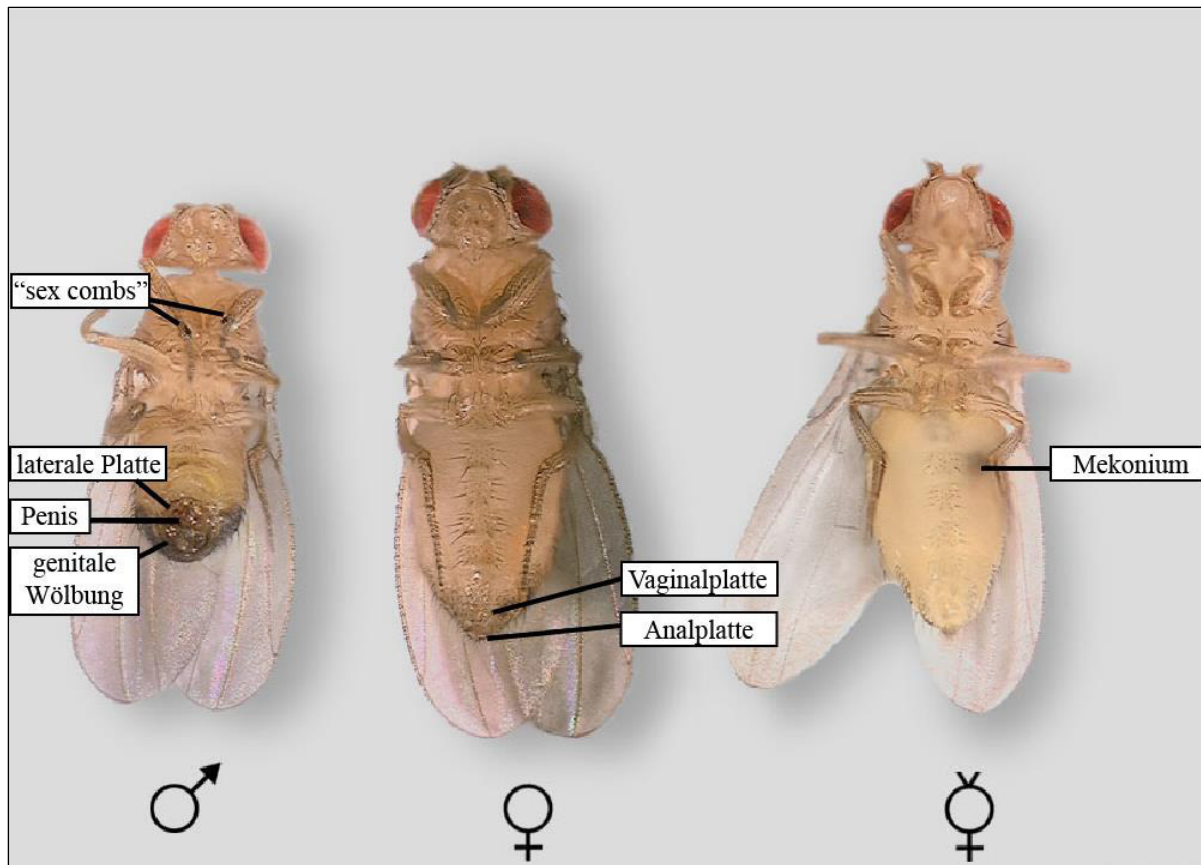 “sex combs”
laterale Platte
Penis
genitale
Wölbung
Vaginalplatte
Analplatte
Mekonium
♂
♀
☿